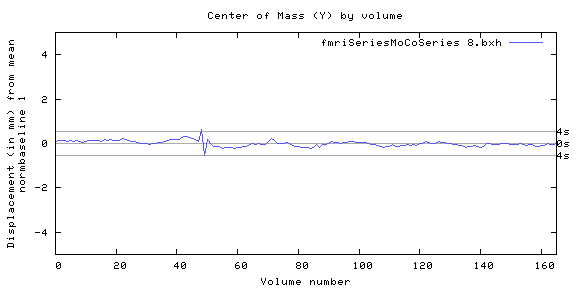 Center of Mass (Y) by volume
fmriSeriesMoCoSeries 8.bxh
Displacement (in mm) from mean
normbaseline 1
4
2
0
-2
-4
4s
0s
4s
0 20 40 60 80 100 120 140 160
Volume number